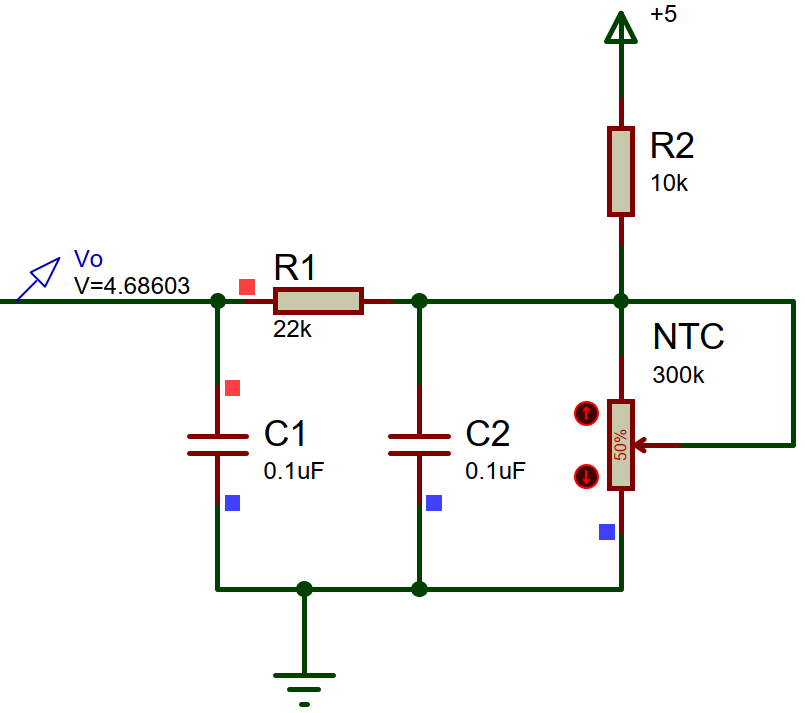 +5
R2
10k
Vo
V=4.68603
R1
22k
NTC
300k
50%
C1
0.1uF
C2
0.1uF